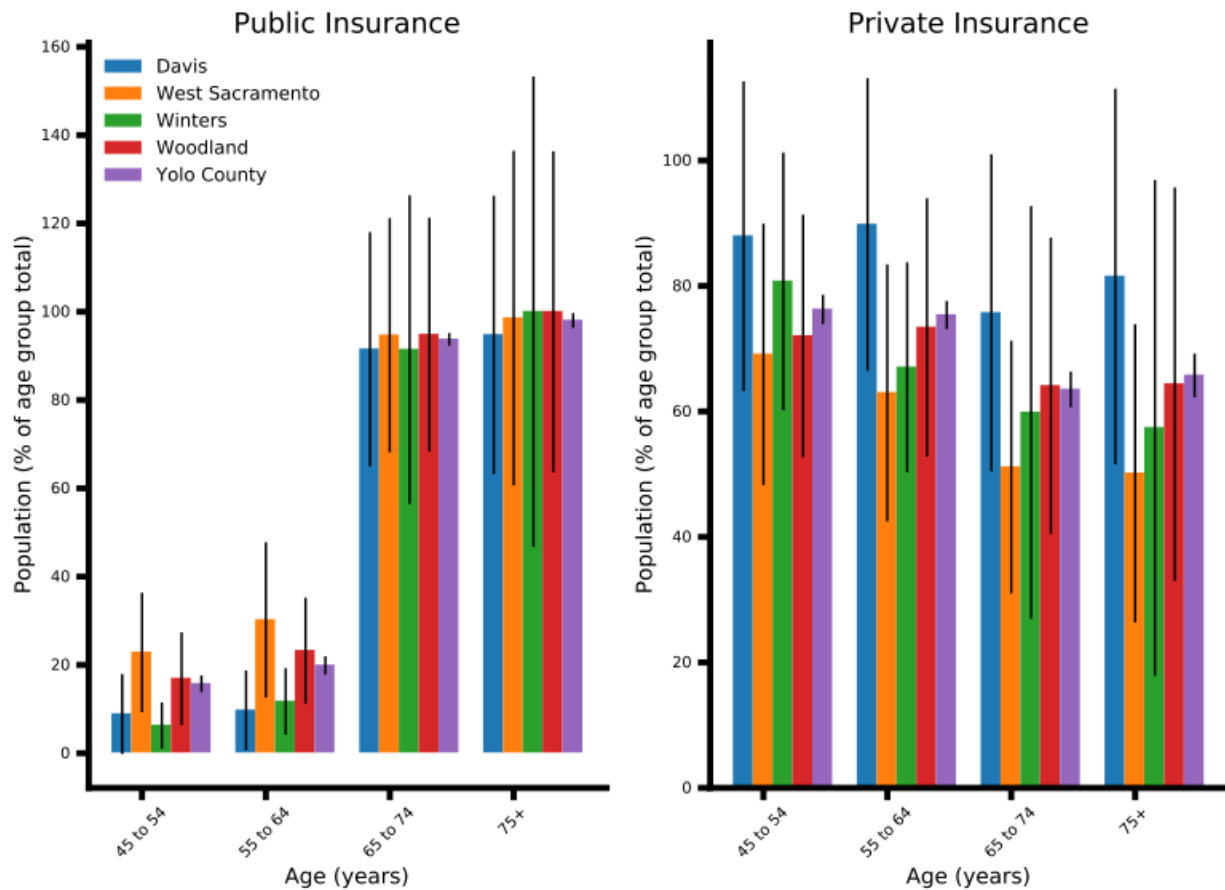 Public Insurance
Private Insurance
160
140
120
100
80
60
40
20
0
Davis
West Sacramento
Winters
Woodland
Yolo County
Population (% of age group total)
45 to 54
55 to 64
65 to 74
75+
Age (years)
100
80
60
40
20
0
Population (% of age group total)
45 to 54
55 to 64
65 to 74
75+
Age (years)